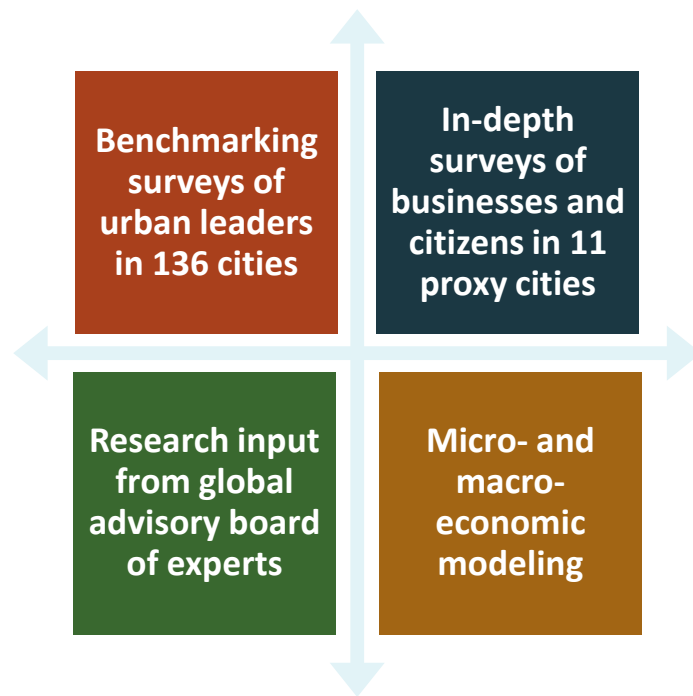 Benchmarking
surveys of
urban leaders
in 136 cities
In-depth
surveys of
businesses and
citizens in 11
proxy cities
Research input
from global
advisory board
of experts
Micro- and
macro-
economic
modeling